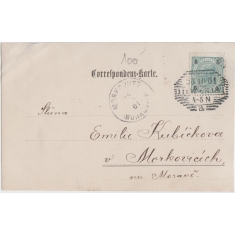 100
Correspondenz-Karte.
Slečna
Emilie Kubíčkova
v Morkovicích
na Moravě